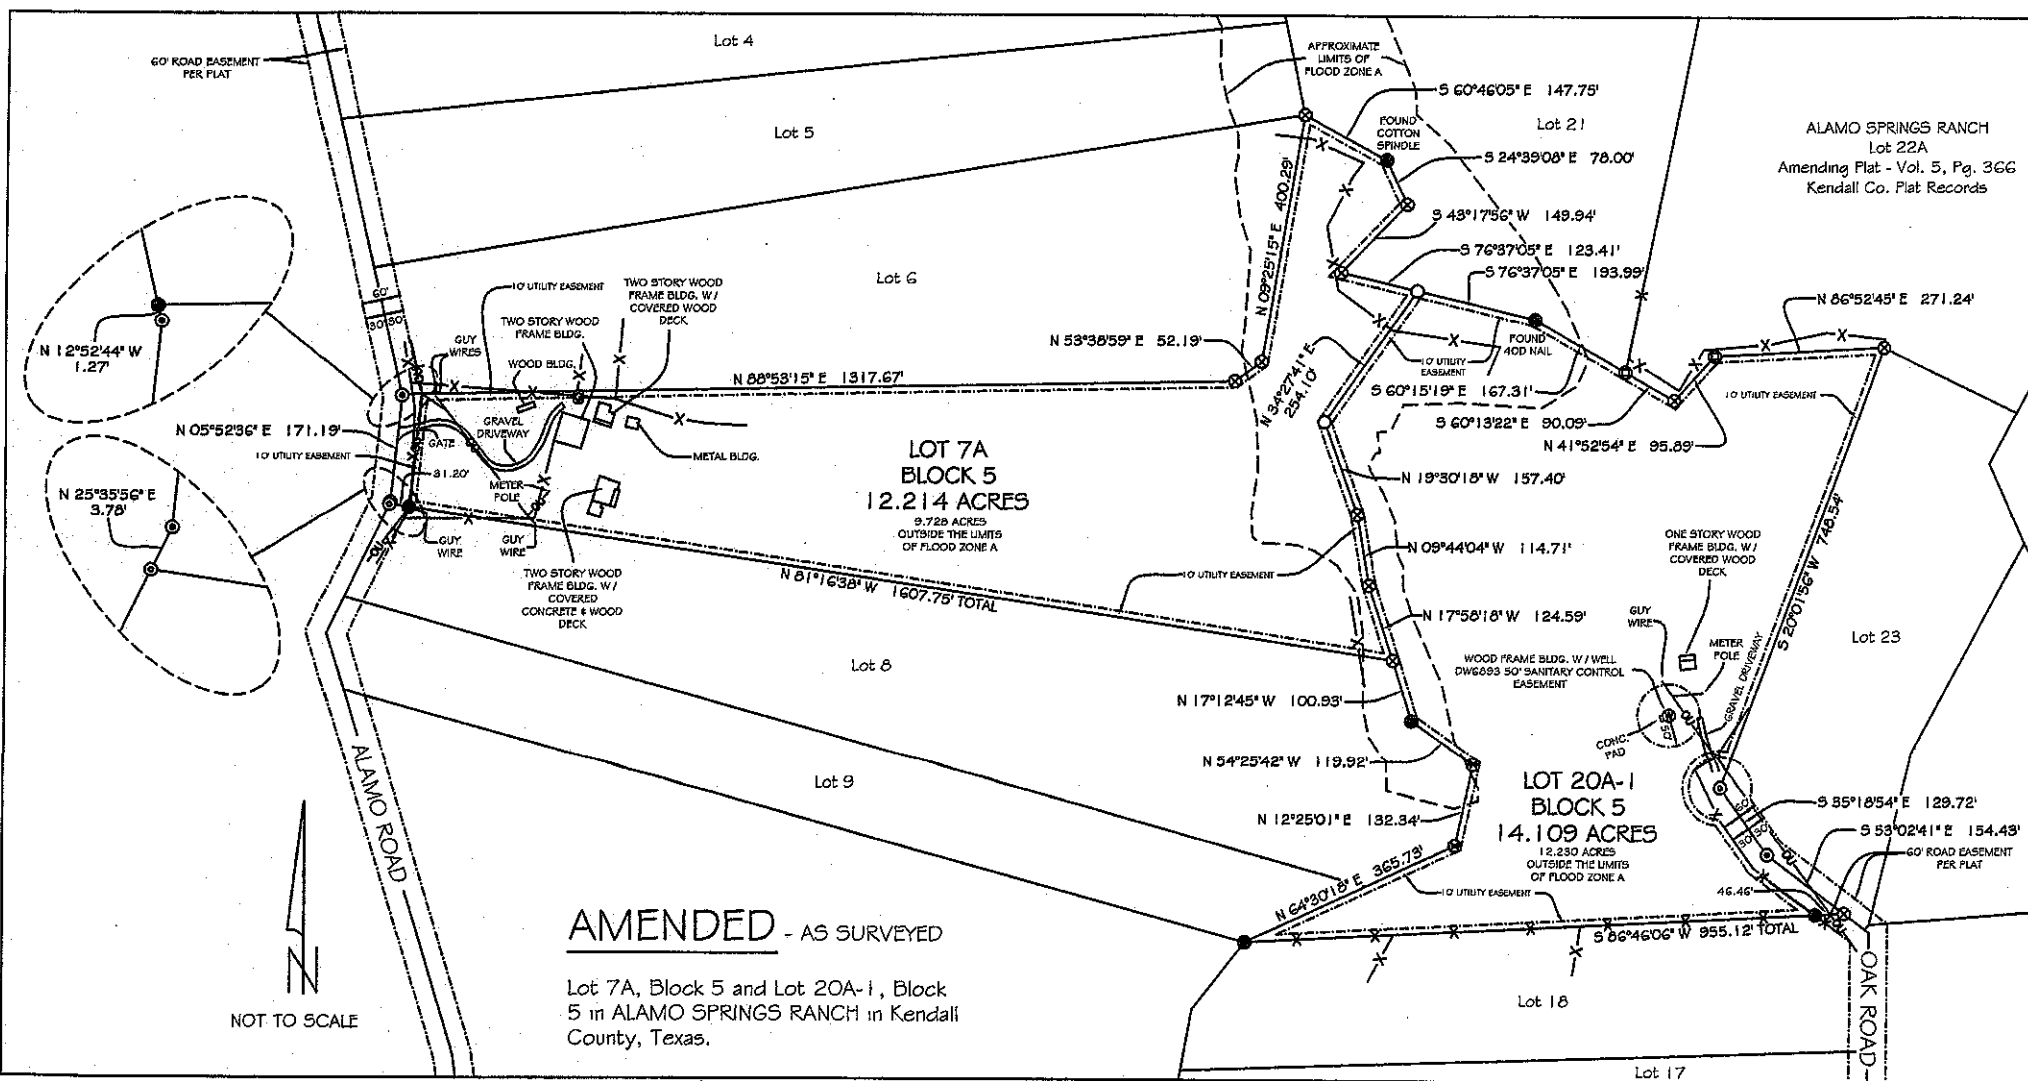 Lot 4
60' ROAD EASEMENT
PER PLAT
APPROXIMATE
LIMITS OF
FLOOD ZONE A
S 60°46'05" E 147.75'
Lot 5
FOUND
COTTON
SPINDLE
Lot 21
ALAMO SPRINGS RANCH
Lot 22A
Amending Plat - Vol. 5, Pg. 366
Kendall Co. Plat Records
S 24°39'08" E 78.00'
N 09°25'15" E 400.29'
S 43°17'56" W 149.94'
S 76°37'05" E 123.41'
S 76°37'05" E 193.99'
Lot 6
N 86°52'45" E 271.24'
60'
30' 30'
10' UTILITY EASEMENT
TWO STORY WOOD
FRAME BLDG. W/
COVERED WOOD
DECK
TWO STORY WOOD
FRAME BLDG.
GUY
WIRES
WOOD BLDG.
N 12°52'44" W
1.27'
N 53°38'59" E 52.19'
N 88°53'15" E 1317.67'
N 34°27'41" E
254.10'
10' UTILITY
EASEMENT
FOUND
40D NAIL
S 60°15'19" E 167.31'
10' UTILITY EASEMENT
S 60°13'22" E 90.09'
N 41°52'54" E 95.89'
N 05°52'36" E 171.19'
10' UTILITY EASEMENT
GATE
GRAVEL
DRIVEWAY
METAL BLDG.
31.20'
METER
POLE
OU
LOT 7A
BLOCK 5
12.214 ACRES
9.728 ACRES
OUTSIDE THE LIMITS
OF FLOOD ZONE A
N 19°30'18" W 157.40'
N 25°35'56" E
3.78'
GUY
WIRE
GUY
WIRE
OU
TWO STORY WOOD
FRAME BLDG. W/
COVERED
CONCRETE & WOOD
DECK
N 81°16'38" W 1607.75' TOTAL
10' UTILITY EASEMENT
N 09°44'04" W 114.71'
N 17°58'18" W 124.59'
S 20°01'56" W 748.54'
ONE STORY WOOD
FRAME BLDG. W/
COVERED WOOD
DECK
GUY
WIRE
METER
POLE
Lot 23
Lot 8
WOOD FRAME BLDG. W/ WELL
DW6893 50' SANITARY CONTROL
EASEMENT
GRAVEL DRIVEWAY
N 17°12'45" W 100.93'
OU
CONC.
PAD
N 54°25'42" W 119.92'
Lot 9
ALAMO ROAD
LOT 20A-1
BLOCK 5
14.109 ACRES
12.230 ACRES
OUTSIDE THE LIMITS
OF FLOOD ZONE A
N 12°25'01" E 132.34'
60'
30' 30'
S 35°18'54" E 129.72'
S 53°02'41" E 154.43'
OU
60' ROAD EASEMENT
PER PLAT
N 64°30'18" E 365.73'
10' UTILITY EASEMENT
46.46'
OU
S 86°46'06" W 955.12' TOTAL
AMENDED - AS SURVEYED
Lot 7A, Block 5 and Lot 20A-1, Block
5 in ALAMO SPRINGS RANCH in Kendall
County, Texas.
N
NOT TO SCALE
Lot 18
OAK ROAD
Lot 17